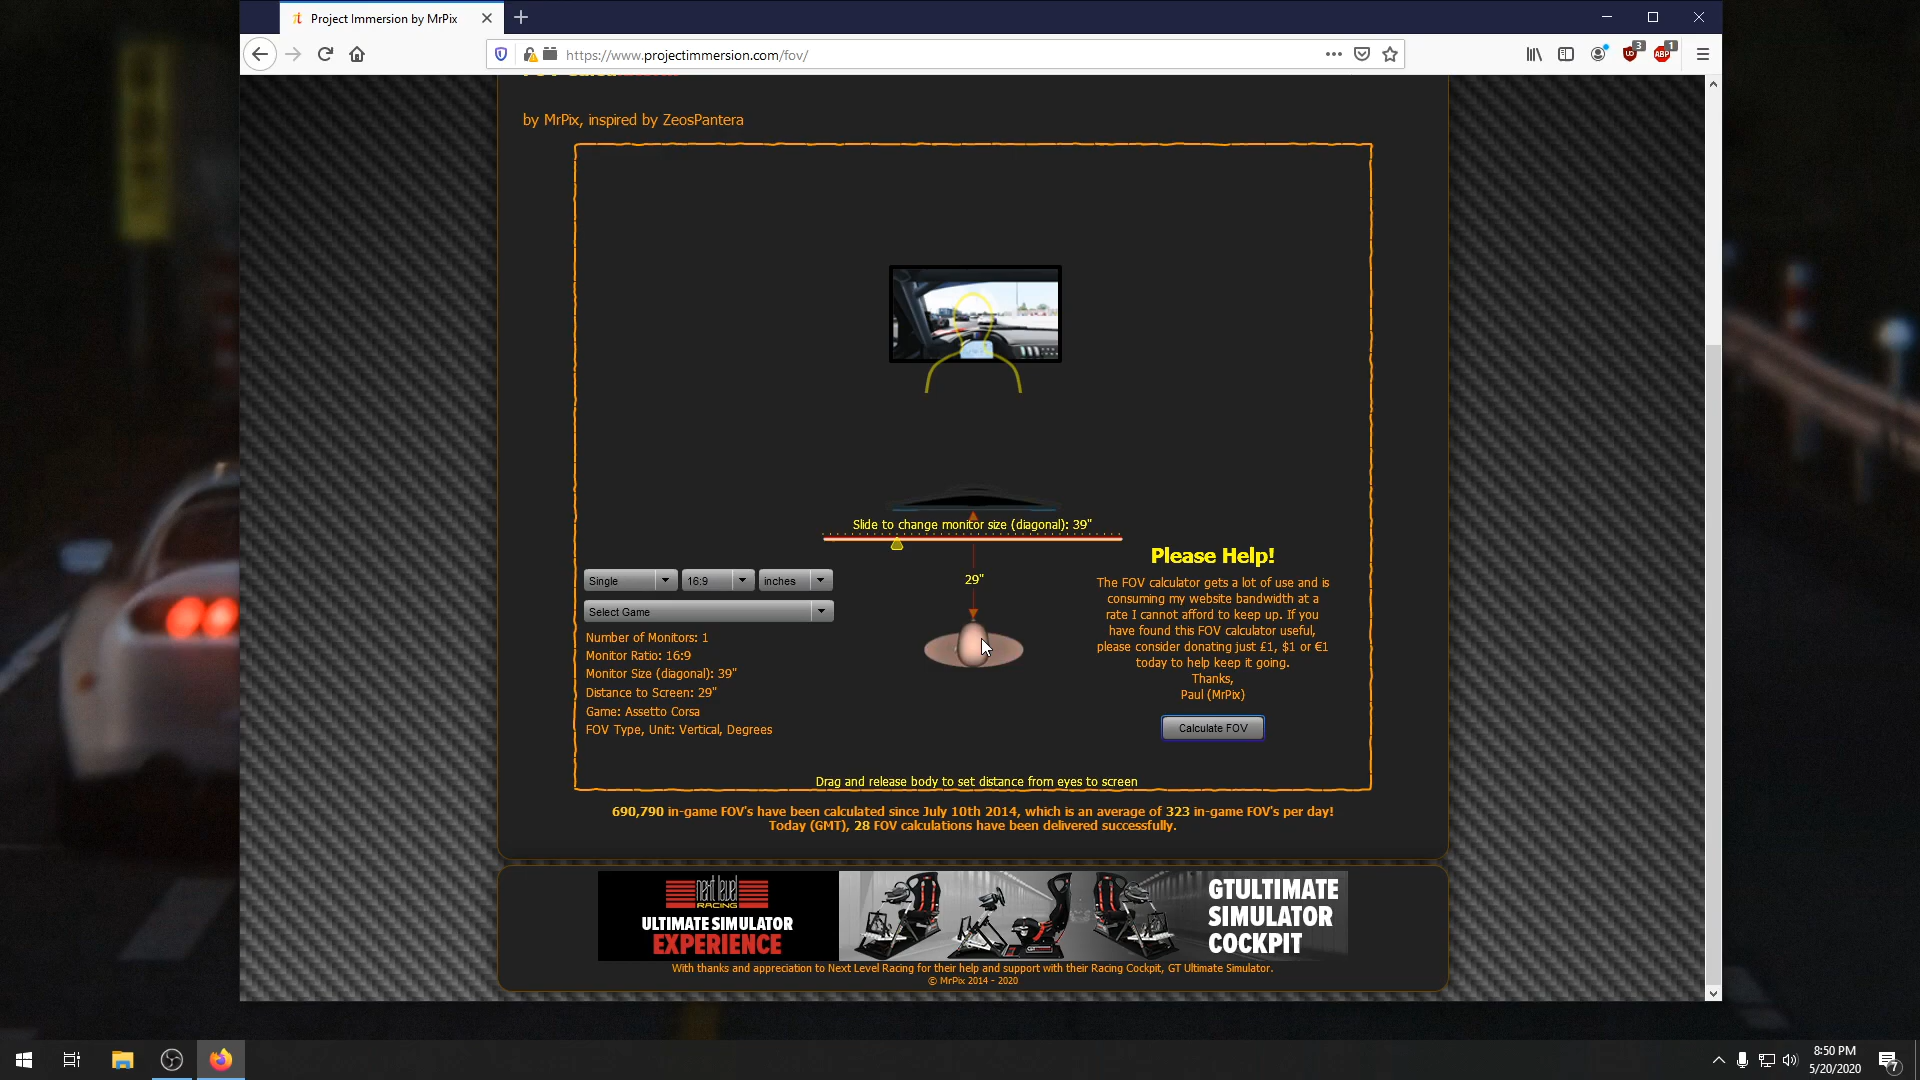 Project Immersion by MrPix
https://www.projectimmersion.com/fov/
3
1
by MrPix, inspired by ZeosPantera
Slide to change monitor size (diagonal): 39"
29"
Single
16:9
inches
Select Game
Number of Monitors: 1
Monitor Ratio: 16:9
Monitor Size (diagonal): 39"
Distance to Screen: 29"
Game: Assetto Corsa
FOV Type, Unit: Vertical, Degrees
Please Help!
The FOV calculator gets a lot of use and is
consuming my website bandwidth at a
rate I cannot afford to keep up. If you
have found this FOV calculator useful,
please consider donating just £1, $1 or €1
today to help keep it going.
Thanks,
Paul (MrPix)
Calculate FOV
Drag and release body to set distance from eyes to screen
690,790 in-game FOV's have been calculated since July 10th 2014, which is an average of 323 in-game FOV's per day!
Today (GMT), 28 FOV calculations have been delivered successfully.
next level
RACING
ULTIMATE SIMULATOR
EXPERIENCE
GTULTIMATE
SIMULATOR
COCKPIT
With thanks and appreciation to Next Level Racing for their help and support with their Racing Cockpit, GT Ultimate Simulator.
© MrPix 2014 - 2020
8:50 PM
5/20/2020
7